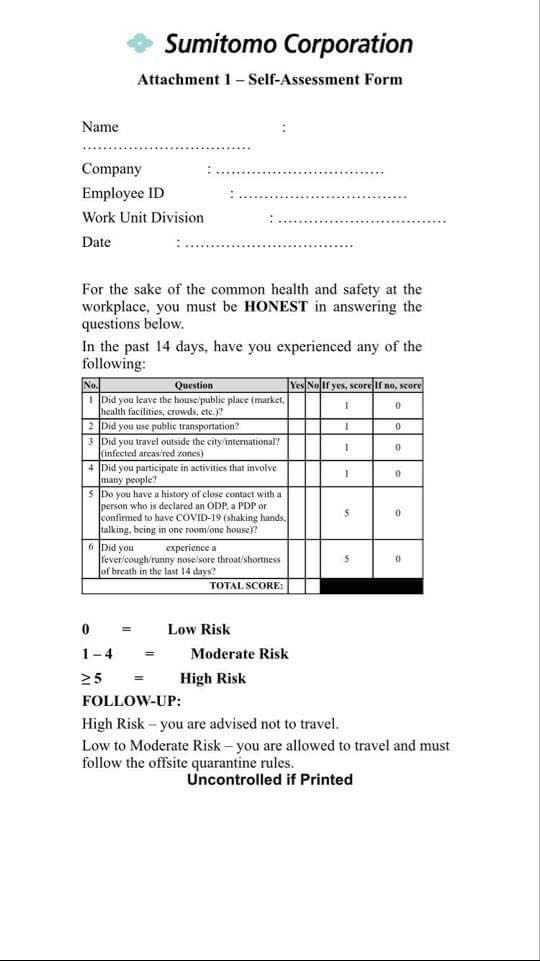 Sumitomo Corporation
Attachment 1 – Self-Assessment Form
Name :
.................................
Company : .................................
Employee ID : .................................
Work Unit Division : .................................
Date : .................................
For the sake of the common health and safety at the
workplace, you must be HONEST in answering the
questions below.
In the past 14 days, have you experienced any of the
following:
No. Question Yes No If yes, score If no, score
1 Did you leave the house/public place (market,
health facilities, crowds, etc.)? 1 0
2 Did you use public transportation? 1 0
3 Did you travel outside the city/international?
(infected areas/red zones) 1 0
4 Did you participate in activities that involve
many people? 1 0
5 Do you have a history of close contact with a
person who is declared an ODP, a PDP or
confirmed to have COVID-19 (shaking hands,
talking, being in one room/one house)? 5 0
6 Did you experience a
fever/cough/runny nose/sore throat/shortness
of breath in the last 14 days? 5 0
TOTAL SCORE:
0 = Low Risk
1 – 4 = Moderate Risk
≥ 5 = High Risk
FOLLOW-UP:
High Risk – you are advised not to travel.
Low to Moderate Risk – you are allowed to travel and must
follow the offsite quarantine rules.
Uncontrolled if Printed